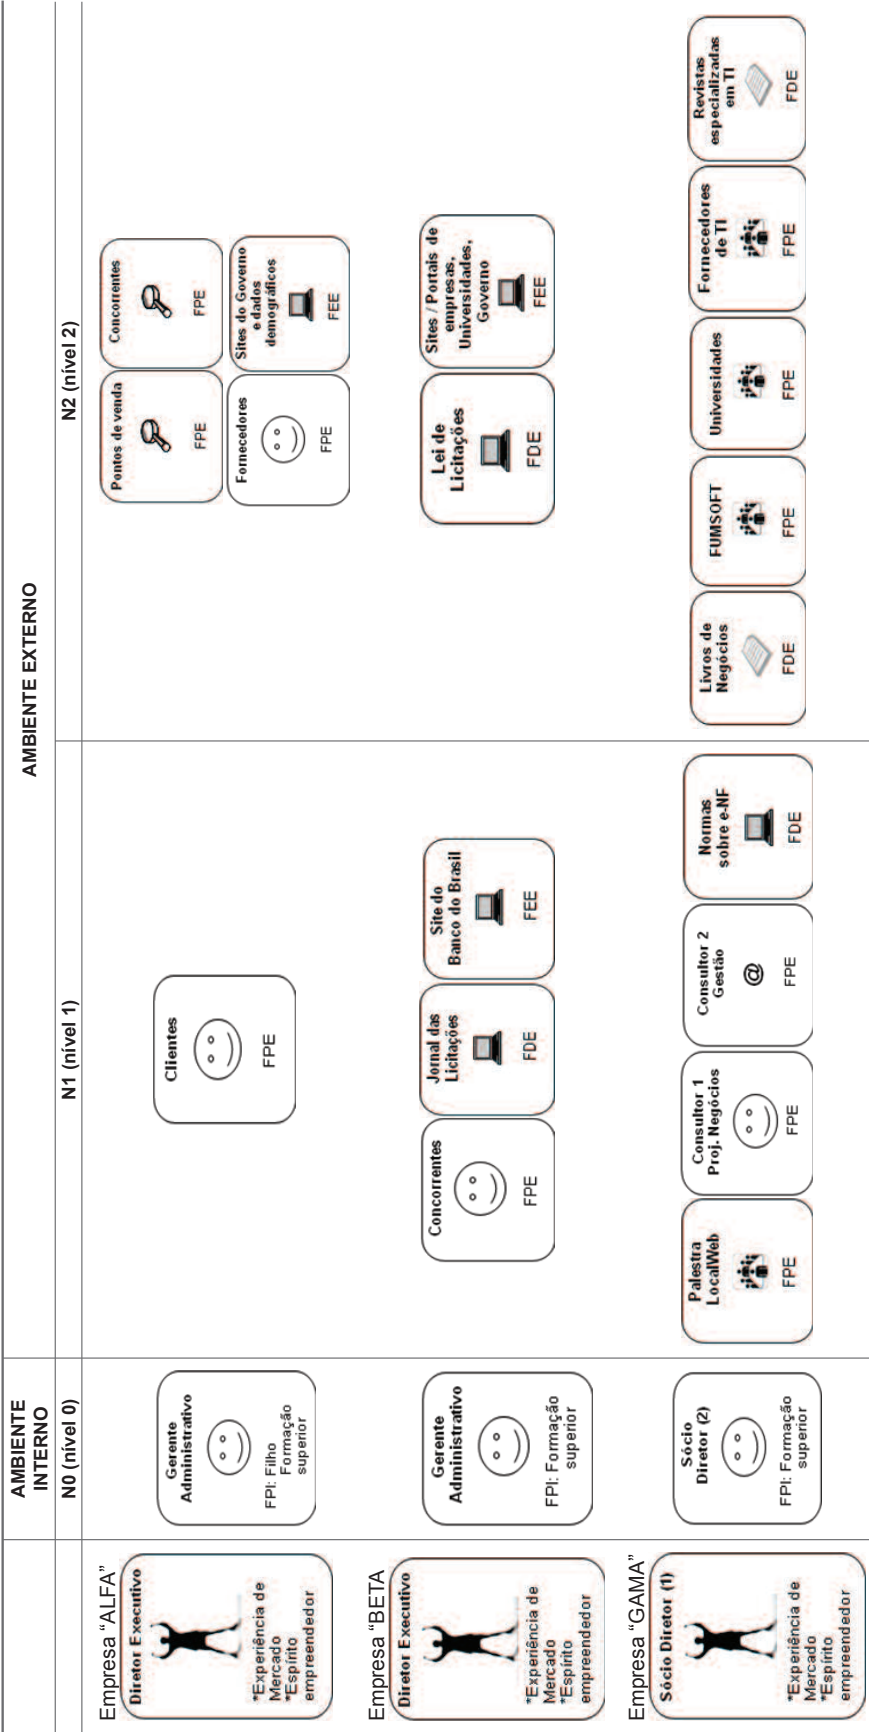 AMBIENTE
INTERNO
AMBIENTE EXTERNO
N0 (nível 0)
N1 (nível 1)
N2 (nível 2)
Empresa “ALFA”
Diretor Executivo
*Experiência de
Mercado
*Espírito
empreendedor
Gerente
Administrativo
FPI: Filho
Formação
superior
Clientes
FPE
Pontos de venda
FPE
Concorrentes
FPE
Fornecedores
FPE
Sites do Governo
e dados
demográficos
FEE
Empresa “BETA
Diretor Executivo
*Experiência de
Mercado
*Espírito
empreendedor
Gerente
Administrativo
FPI: Formação
superior
Concorrentes
FPE
Jornal das
Licitações
FDE
Site do
Banco do Brasil
FEE
Lei de
Licitações
FDE
Sites / Portais de
empresas,
Universidades,
Governo
FEE
Empresa “GAMA”
Sócio Diretor (1)
*Experiência de
Mercado
*Espírito
empreendedor
Sócio
Diretor (2)
FPI: Formação
superior
Palestra
LocalWeb
FPE
Consultor 1
Proj. Negócios
FPE
Consultor 2
Gestão
@
FPE
Normas
sobre e-NF
FDE
Livros de
Negócios
FDE
FUMSOFT
FPE
Universidades
FPE
Fornecedores
de TI
FPE
Revistas
especializadas
em TI
FDE